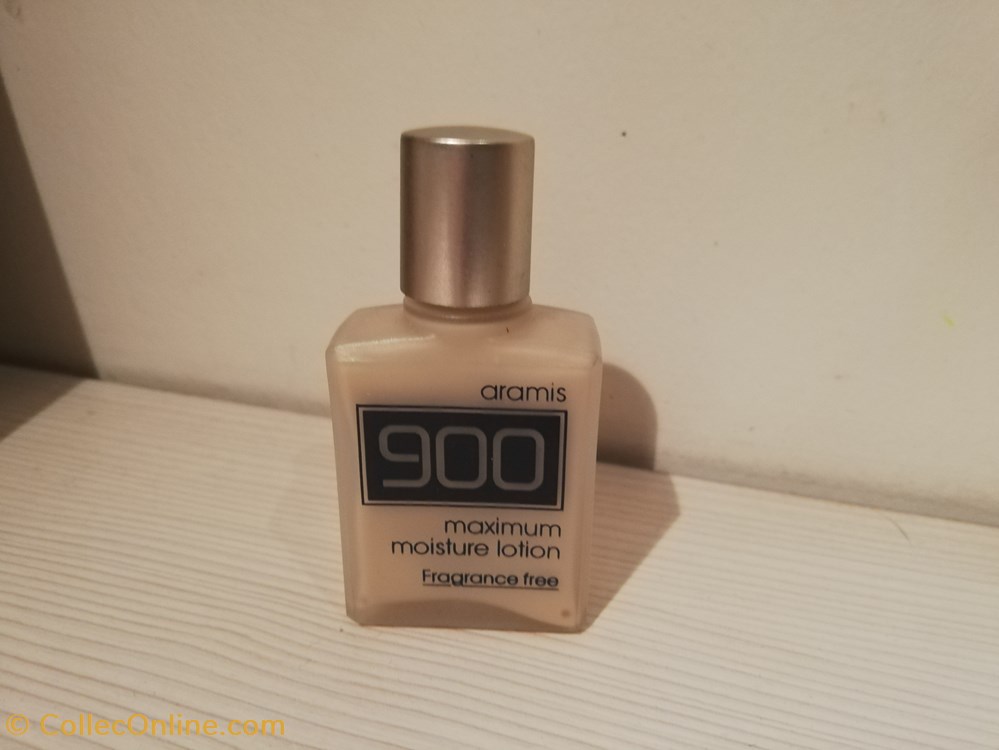 aramis
900
maximum
moisture lotion
Fragrance free
© CollecOnline.com